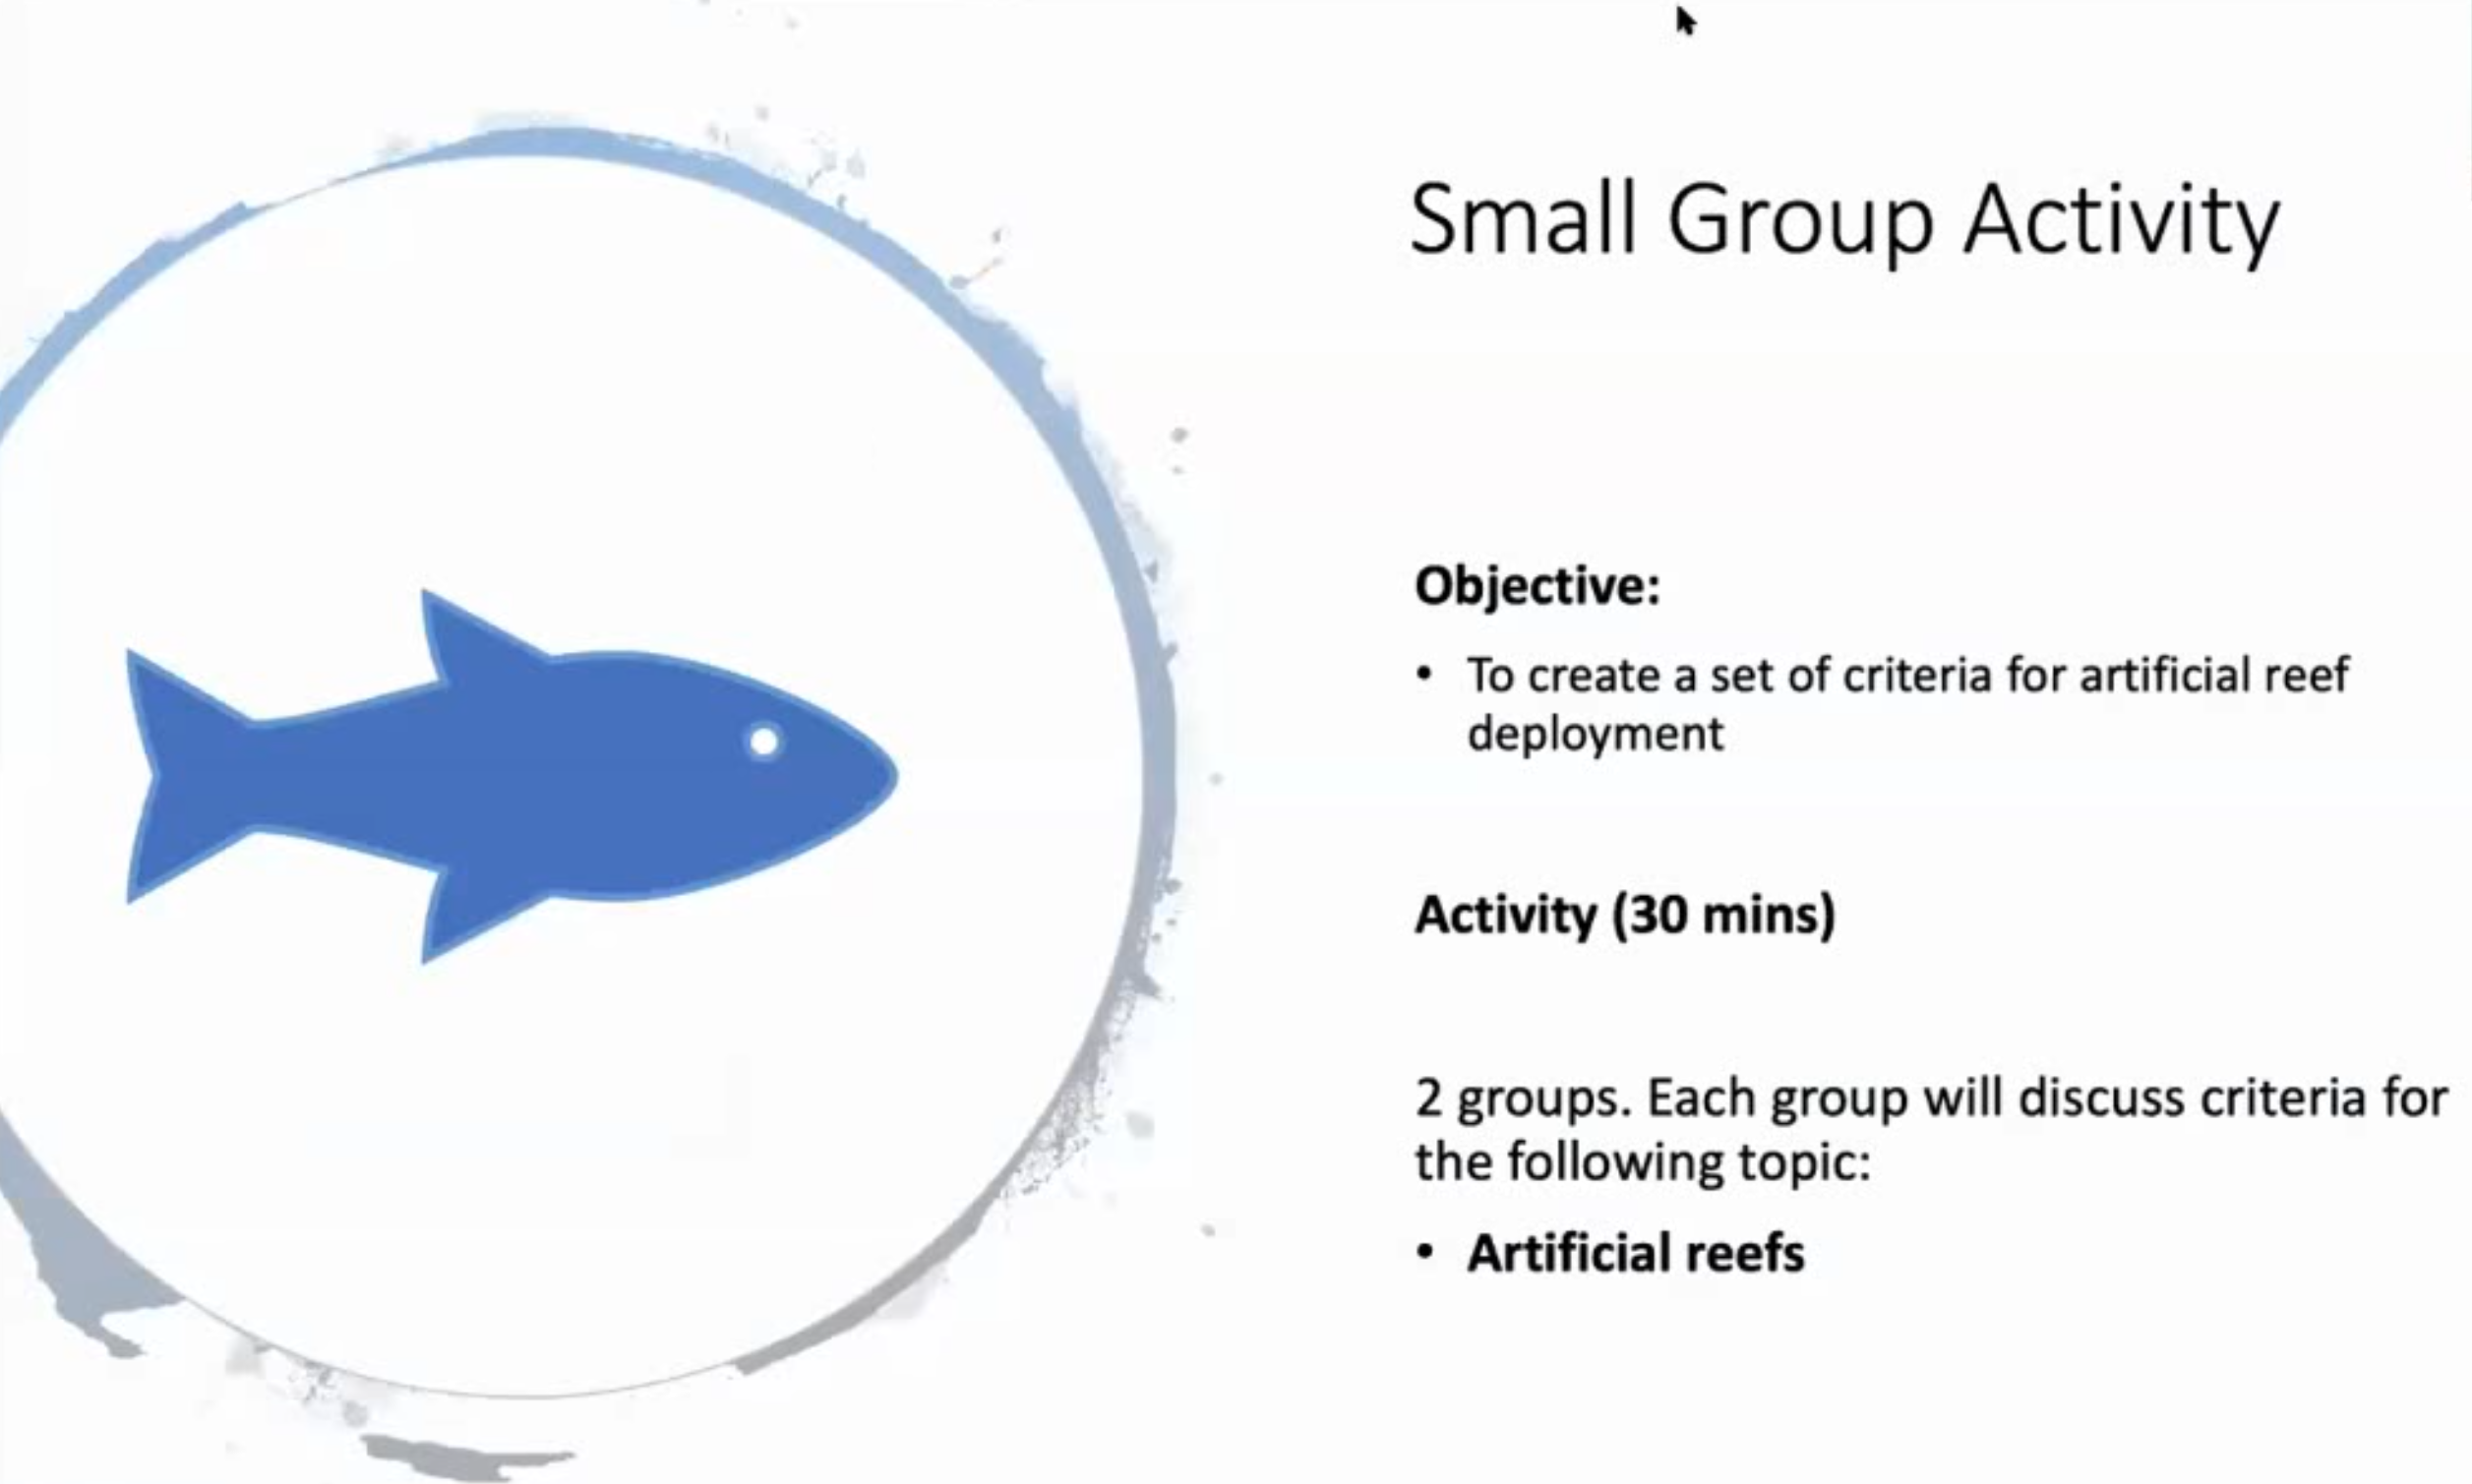 Small Group Activity
Objective:
• To create a set of criteria for artificial reef
deployment
Activity (30 mins)
2 groups. Each group will discuss criteria for
the following topic:
• Artificial reefs